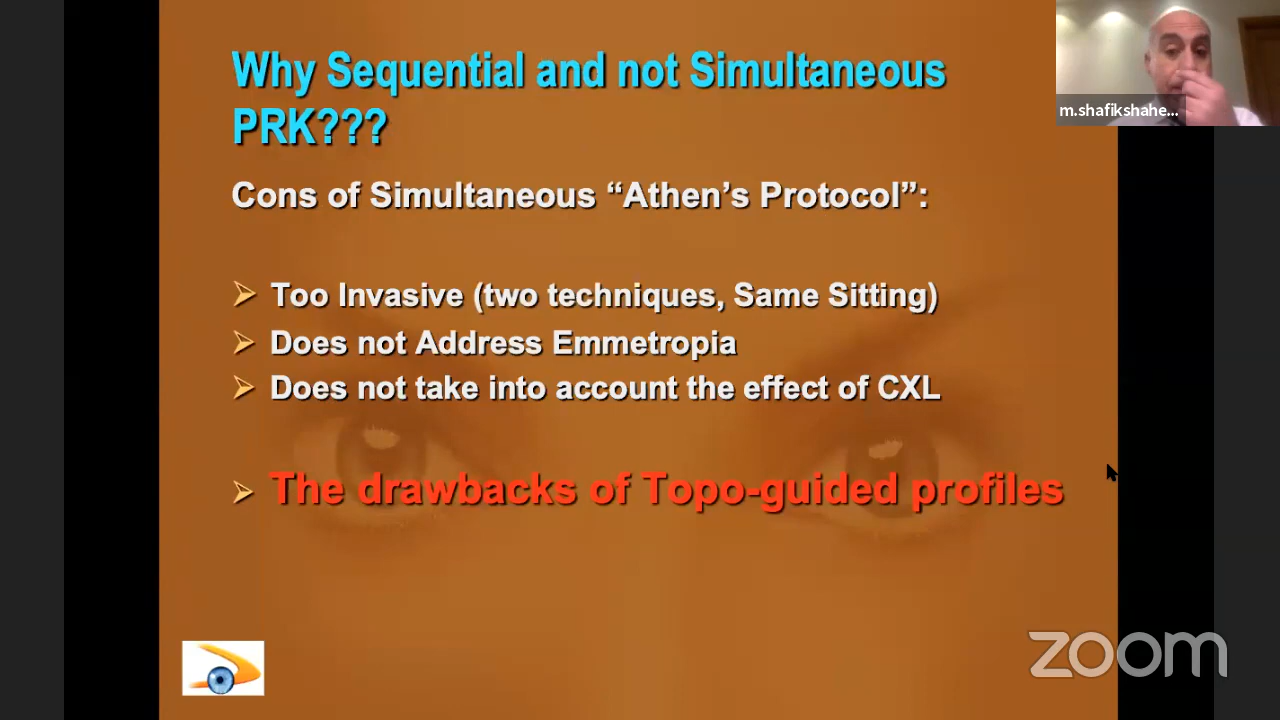 Why Sequential and not Simultaneous
PRK???
m.shafikshahe...
Cons of Simultaneous “Athen’s Protocol”:
Too Invasive (two techniques, Same Sitting)
Does not Address Emmetropia
Does not take into account the effect of CXL
The drawbacks of Topo-guided profiles
zoom